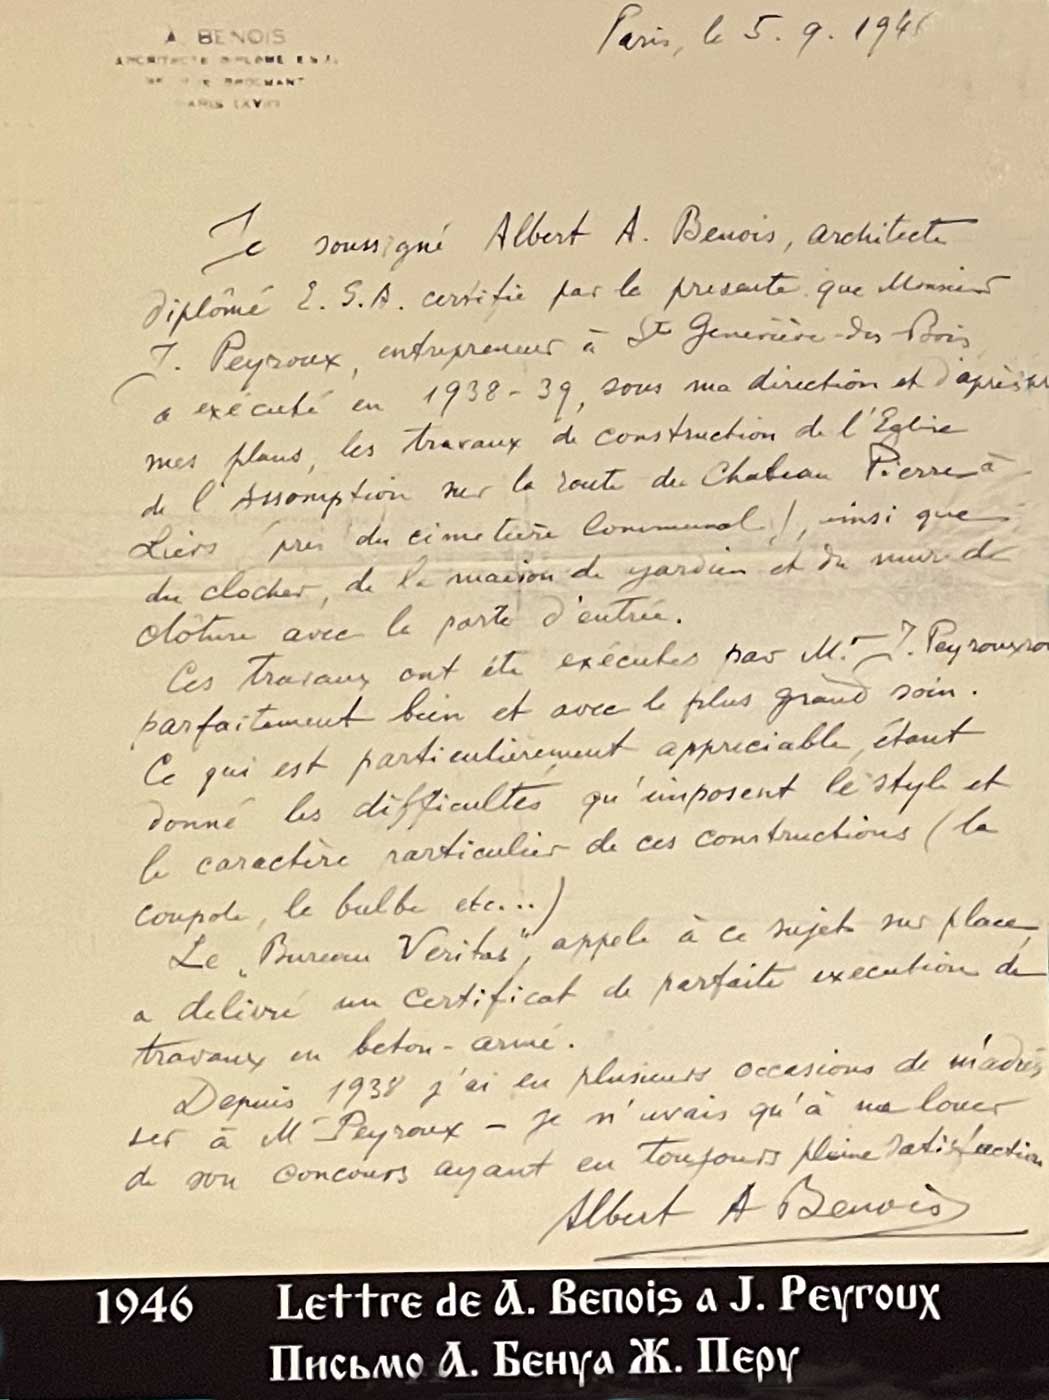 A. BENOIS
ARCHITECTE DIPLÔMÉ E.S.A.
RUE BROCHANT
PARIS (XVII)
Paris, le 5. 9. 1946
Je soussigné Albert A. Benois, architecte
diplômé E.S.A. certifie par la presente que Monsieur
J. Peyroux, entrepreneur à Ste Geneviève-des-Bois
a exécuté en 1938-39, sous ma direction et d'après
mes plans, les travaux de construction de l'Eglise
de l'Assomption sur la route du Chateau Pierre à
Liers (près du cimetière Communal), ainsi que
du clocher, de la maison de gardien et du mur de
clôture avec la porte d'entrée.
Ces travaux ont été exécutés par Mr J. Peyroux
parfaitement bien et avec le plus grand soin.
Ce qui est particulièrement appreciable, étant
donné les difficultés qu'imposent le style et
le caractère particulier de ces constructions (la
coupole, le bulbe etc...)
Le „Bureau Veritas", appelé à ce sujet sur place,
a delivré un certificat de parfaite execution de
travaux en beton-armé.
Depuis 1938 j'ai eu plusieurs occasions de m'adres
ser à Mr Peyroux – je n'avais qu'à me louer
de son concours ayant eu toujours pleine satisfaction
Albert A Benois
1946 Lettre de A. Benois a J. Peyroux
Письмо А. Бенуа Ж. Перу